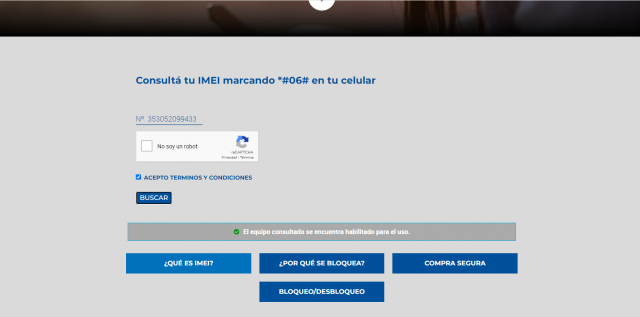 Consultá tu IMEI marcando *#06# en tu celular
Nº 353052099433
No soy un robot
reCAPTCHA
Privacidad - Términos
ACEPTO TERMINOS Y CONDICIONES
BUSCAR
El equipo consultado se encuentra habilitado para el uso.
¿QUÉ ES IMEI?
¿POR QUÉ SE BLOQUEA?
COMPRA SEGURA
BLOQUEO/DESBLOQUEO